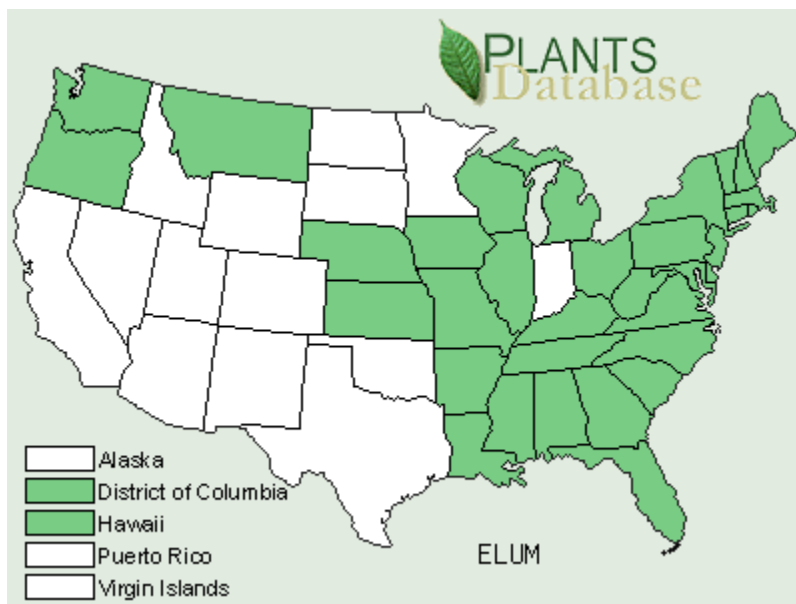 PLANTS
Database
Alaska
District of Columbia
Hawaii
Puerto Rico
Virgin Islands
ELUM